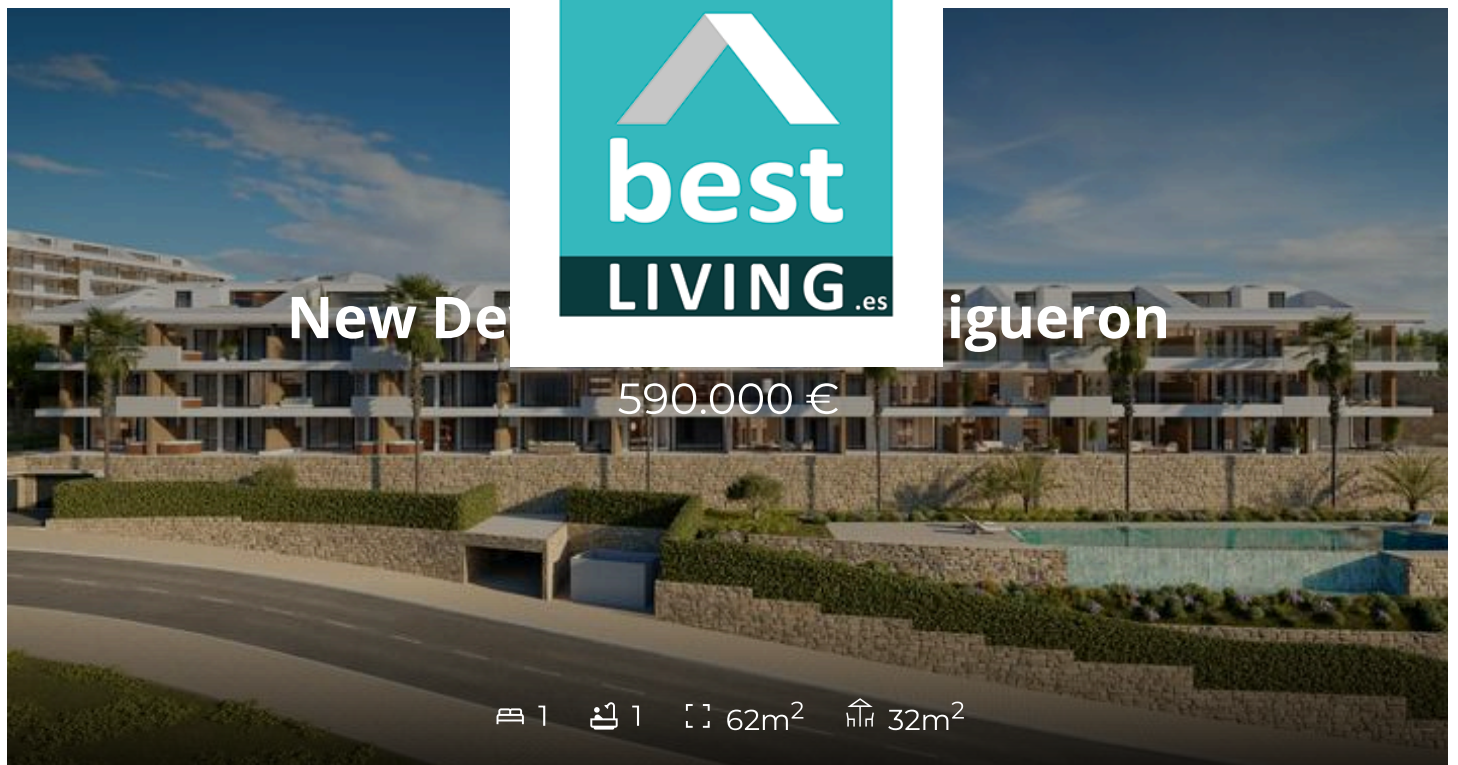 best
LIVING.es
New De igueron
590.000 €
1 1 62m² 32m²